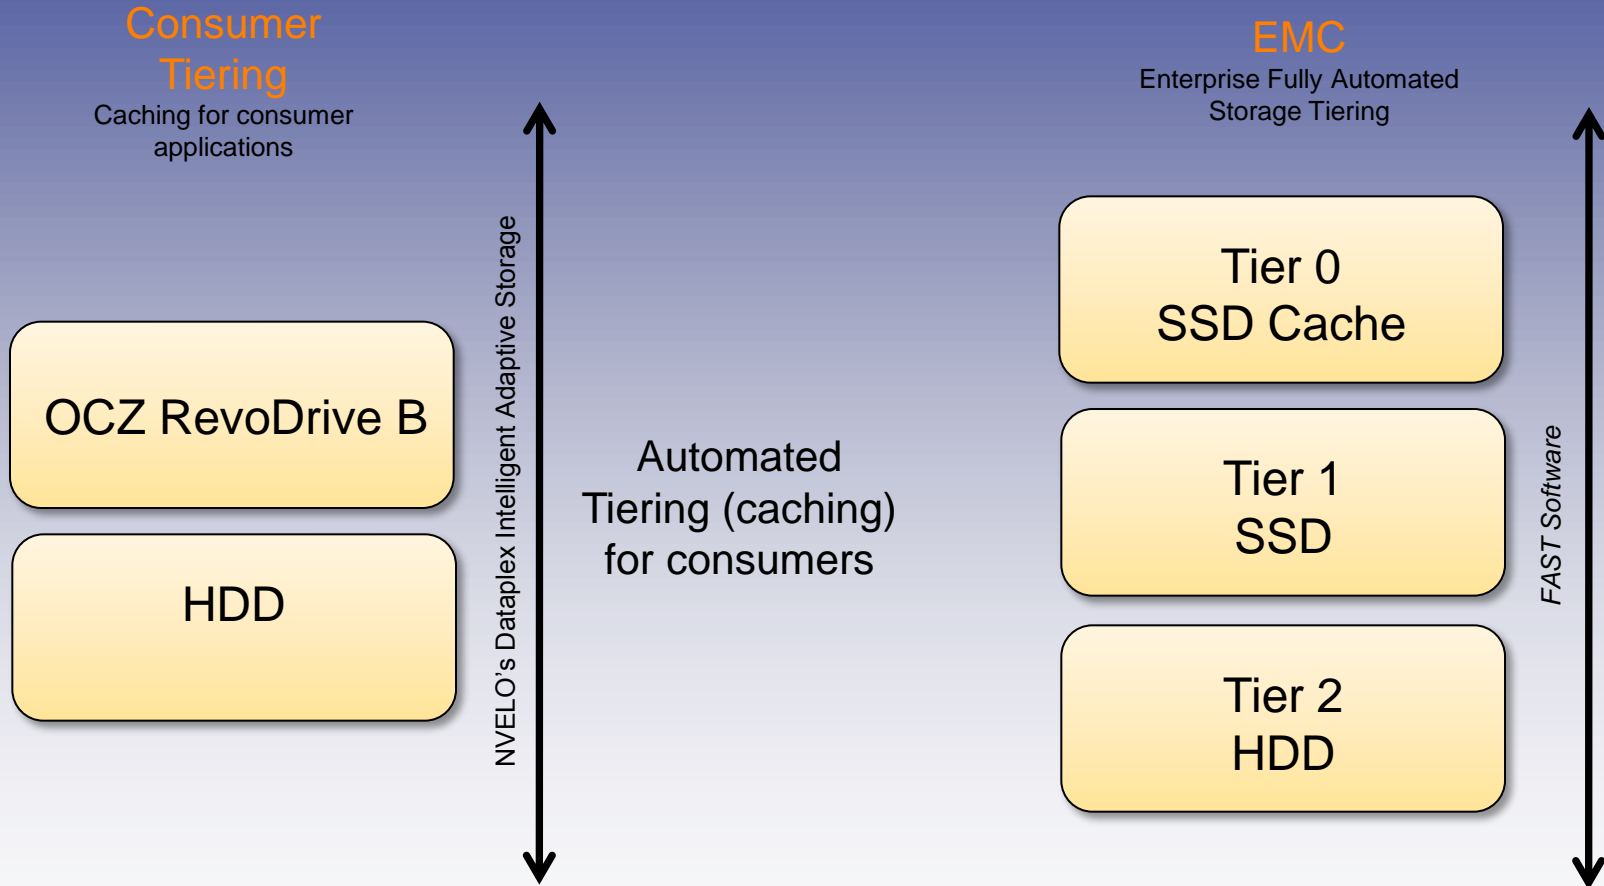 Consumer
Tiering
Caching for consumer
applications
OCZ RevoDrive B
HDD
NVELO’s Dataplex Intelligent Adaptive Storage
Automated
Tiering (caching)
for consumers
EMC
Enterprise Fully Automated
Storage Tiering
Tier 0
SSD Cache
Tier 1
SSD
Tier 2
HDD
FAST Software